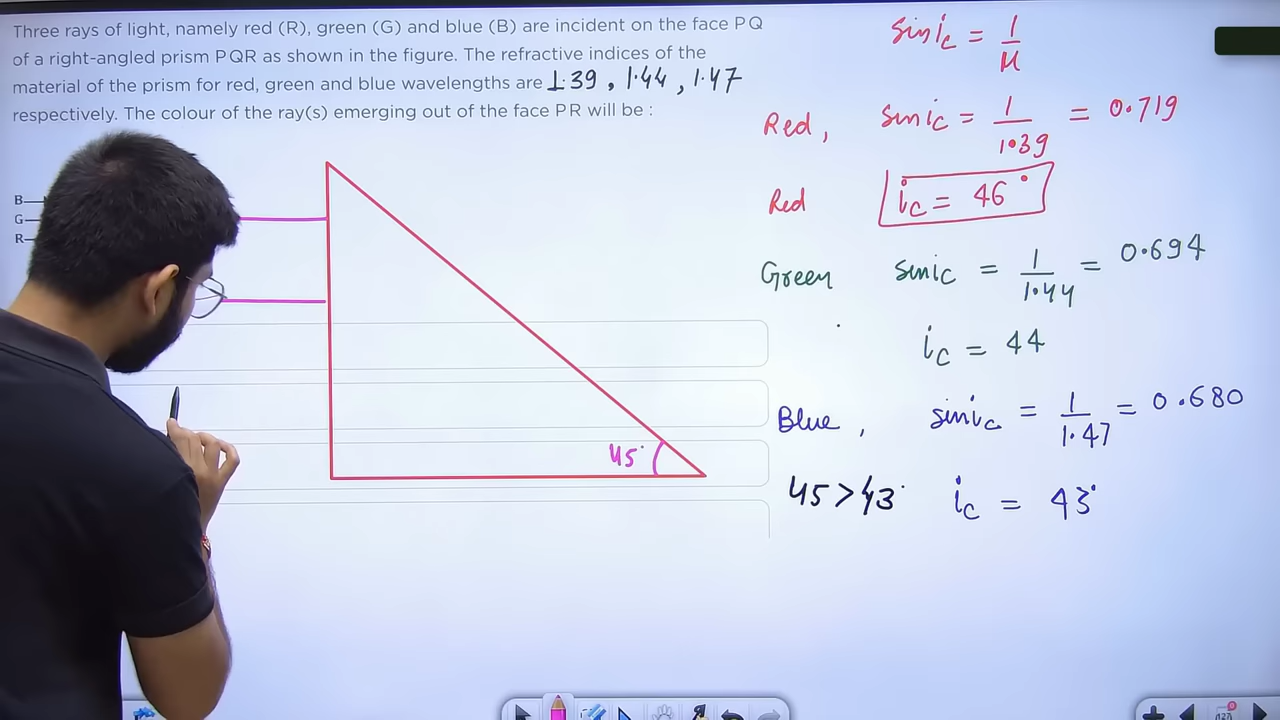 Three rays of light, namely red (R), green (G) and blue (B) are incident on the face PQ
of a right-angled prism PQR as shown in the figure. The refractive indices of the
material of the prism for red, green and blue wavelengths are 1.39 , 1.44 , 1.47
respectively. The colour of the ray(s) emerging out of the face PR will be :
B
G
R
45°
sin ic = 1/μ
Red, sin ic = 1/1.39 = 0.719
Red ic = 46°
Green sin ic = 1/1.44 = 0.694
ic = 44
Blue, sin ic = 1/1.47 = 0.680
45 > 43° ic = 43°